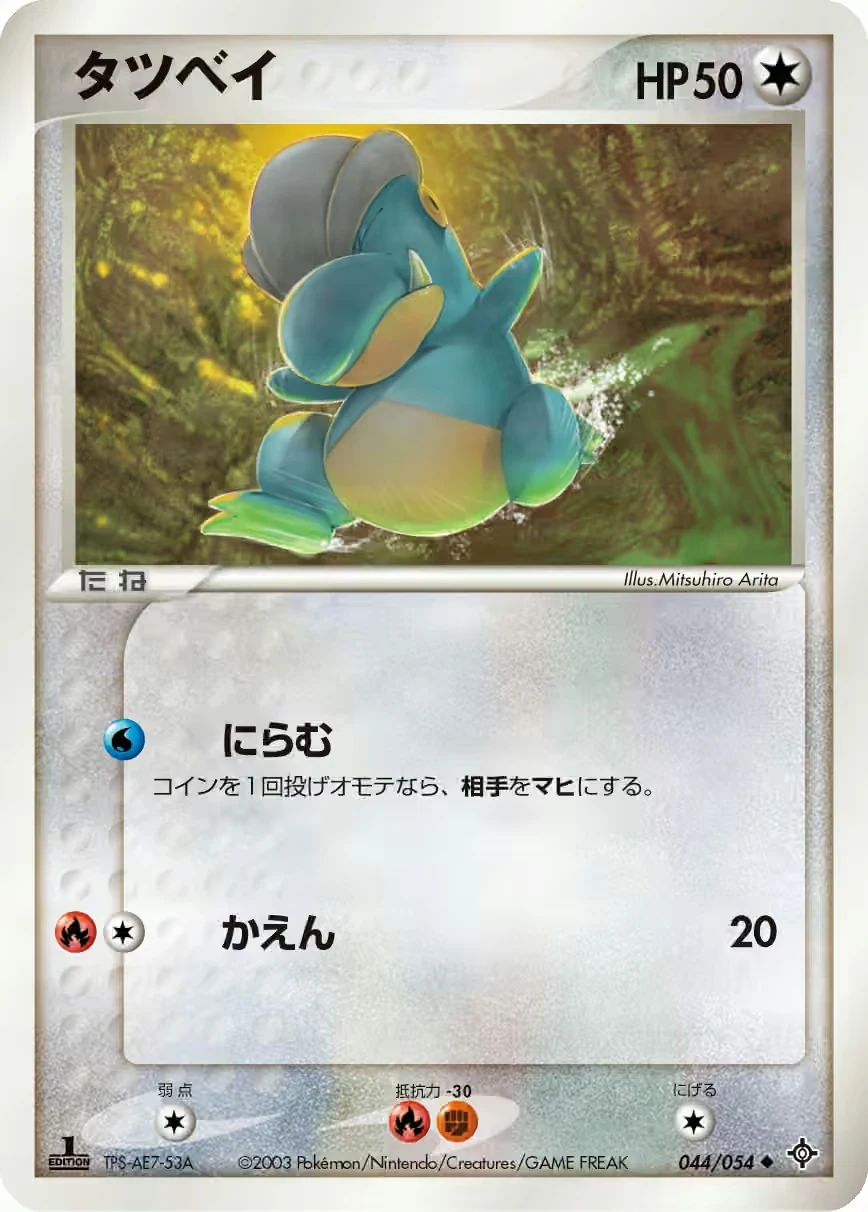 タツベイ HP50
たね Illus.Mitsuhiro Arita
にらむ
コインを1回投げオモテなら、相手をマヒにする。
かえん 20
弱点 抵抗力 -30 にげる
1 EDITION TPS-AE7-53A ©2003 Pokémon/Nintendo/Creatures/GAME FREAK 044/054